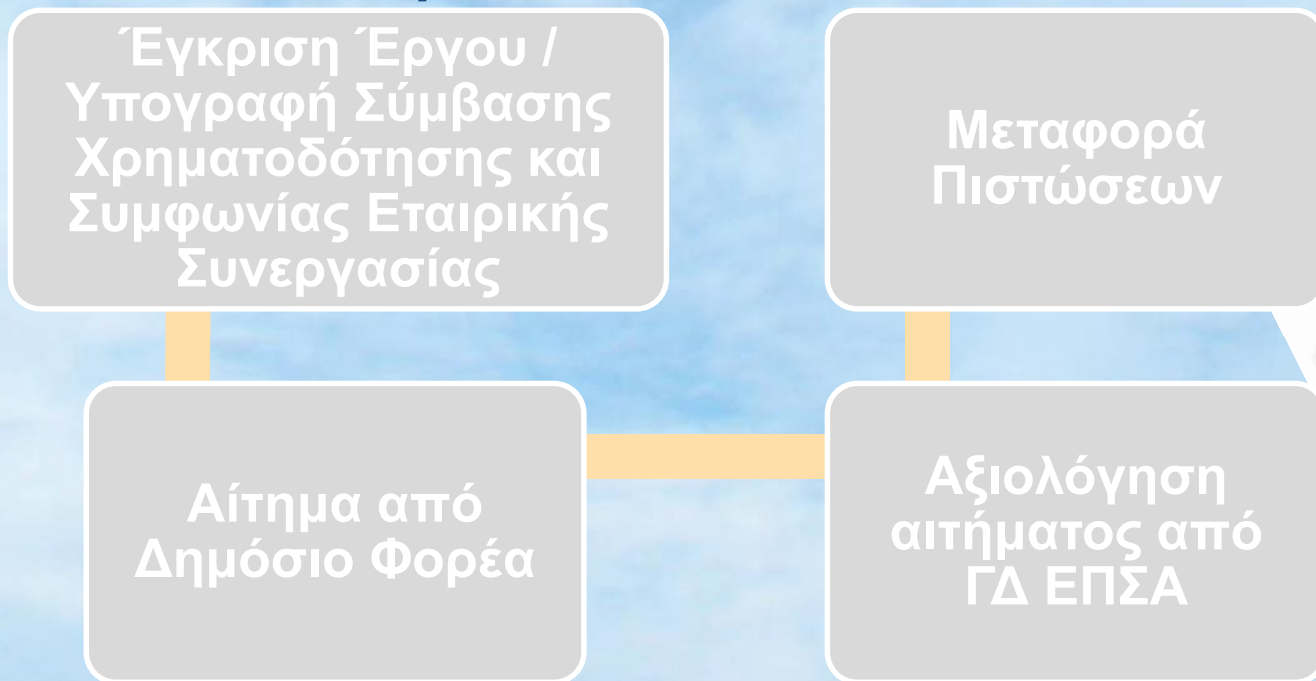 Έγκριση Έργου /
Υπογραφή Σύμβασης
Χρηματοδότησης και
Συμφωνίας Εταιρικής
Συνεργασίας
Αίτημα από
Δημόσιο Φορέα
Αξιολόγηση
αιτήματος από
ΓΔ ΕΠΣΑ
Μεταφορά
Πιστώσεων